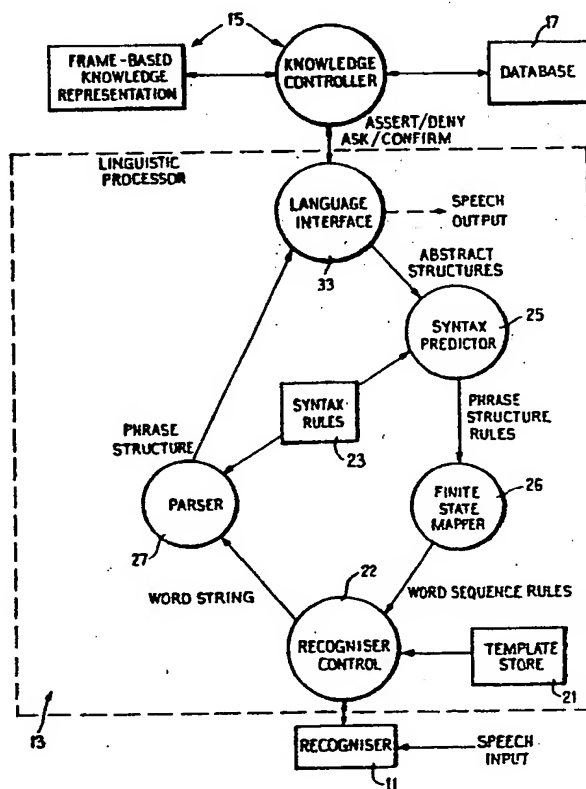 15
17
FRAME-BASED
KNOWLEDGE
REPRESENTATION
KNOWLEDGE
CONTROLLER
DATABASE
ASSERT/DENY
ASK/CONFIRM
LINGUISTIC
PROCESSOR
LANGUAGE
INTERFACE
33
SPEECH
OUTPUT
ABSTRACT
STRUCTURES
25
SYNTAX
PREDICTOR
SYNTAX
RULES
23
PHRASE
STRUCTURE
PHRASE
STRUCTURE
RULES
26
PARSER
27
FINITE
STATE
MAPPER
22
WORD STRING
WORD SEQUENCE RULES
RECOGNISER
CONTROL
TEMPLATE
STORE
21
13
RECOGNISER
11
SPEECH
INPUT